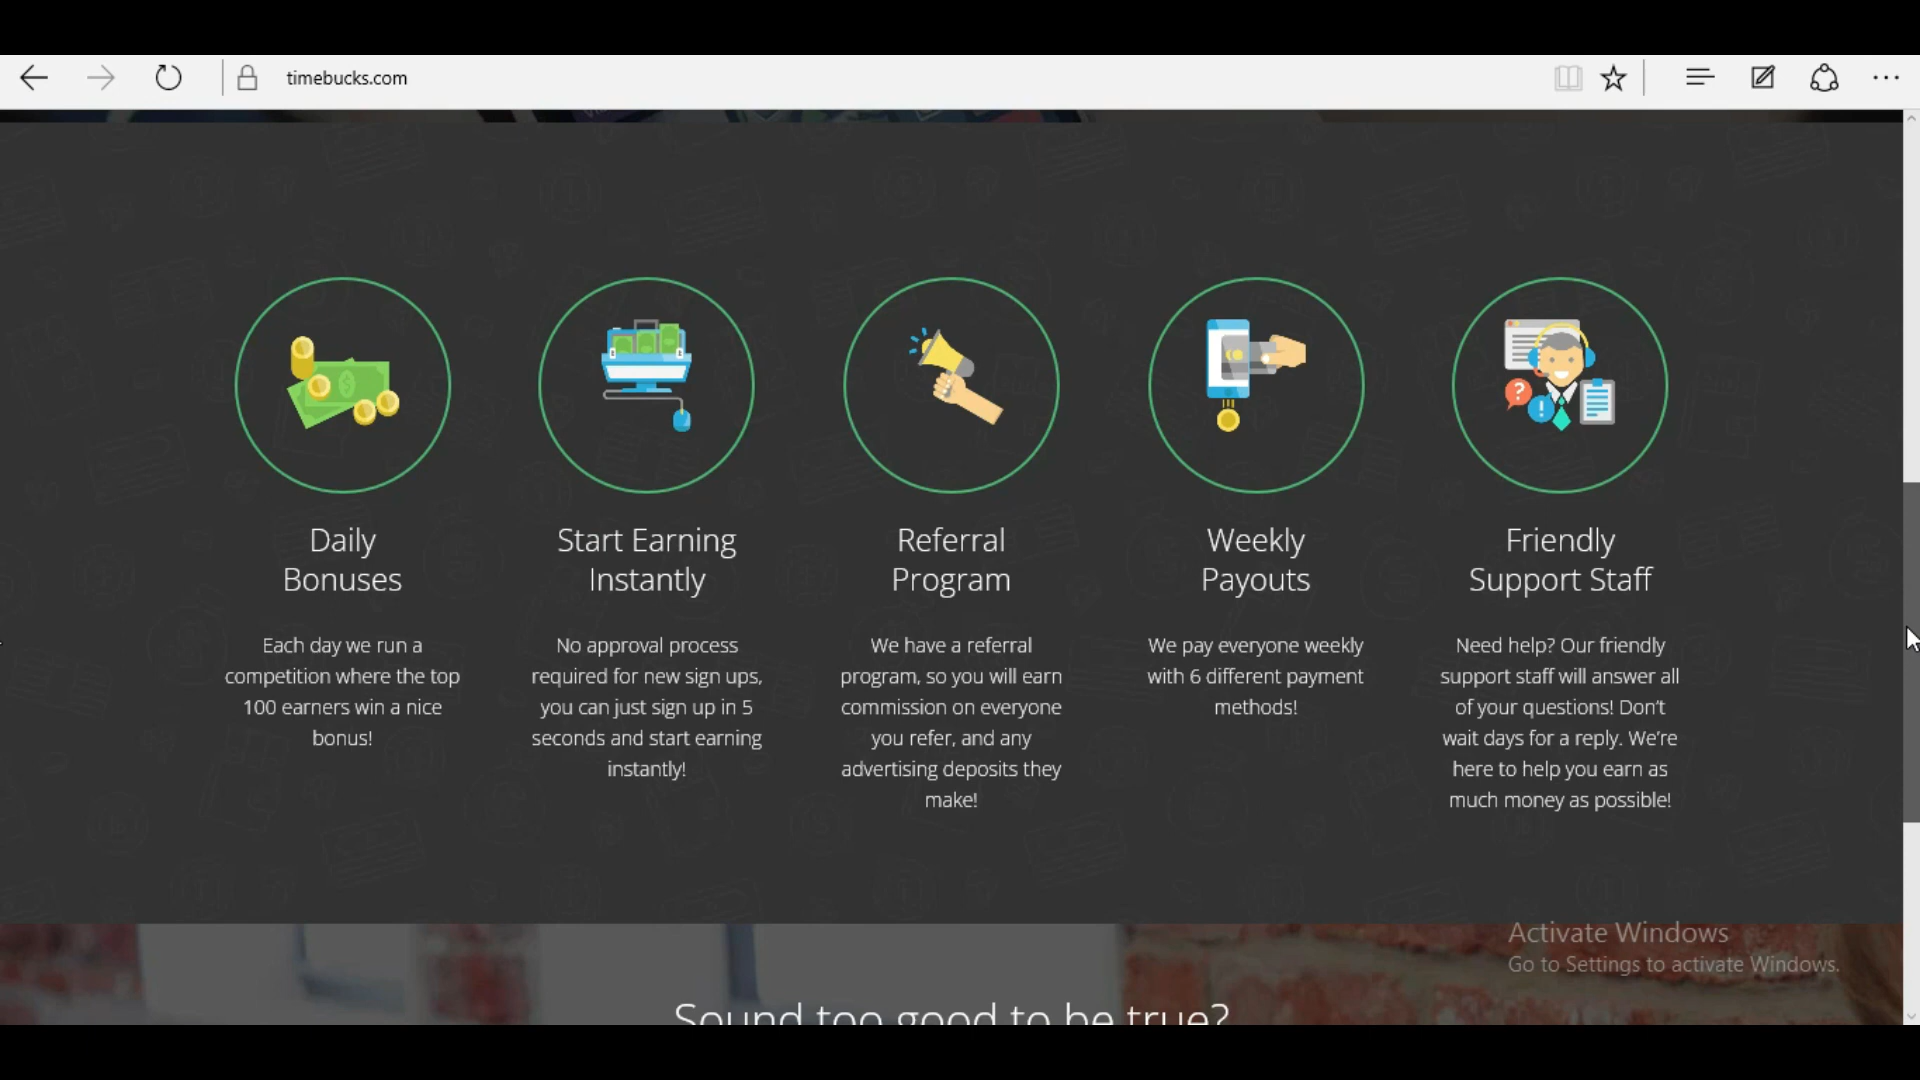 timebucks.com
Daily
Bonuses
Each day we run a
competition where the top
100 earners win a nice
bonus!
Start Earning
Instantly
No approval process
required for new sign ups,
you can just sign up in 5
seconds and start earning
instantly!
Referral
Program
We have a referral
program, so you will earn
commission on everyone
you refer, and any
advertising deposits they
make!
Weekly
Payouts
We pay everyone weekly
with 6 different payment
methods!
Friendly
Support Staff
Need help? Our friendly
support staff will answer all
of your questions! Don't
wait days for a reply. We're
here to help you earn as
much money as possible!
Activate Windows
Go to Settings to activate Windows.
Sound too good to be true?